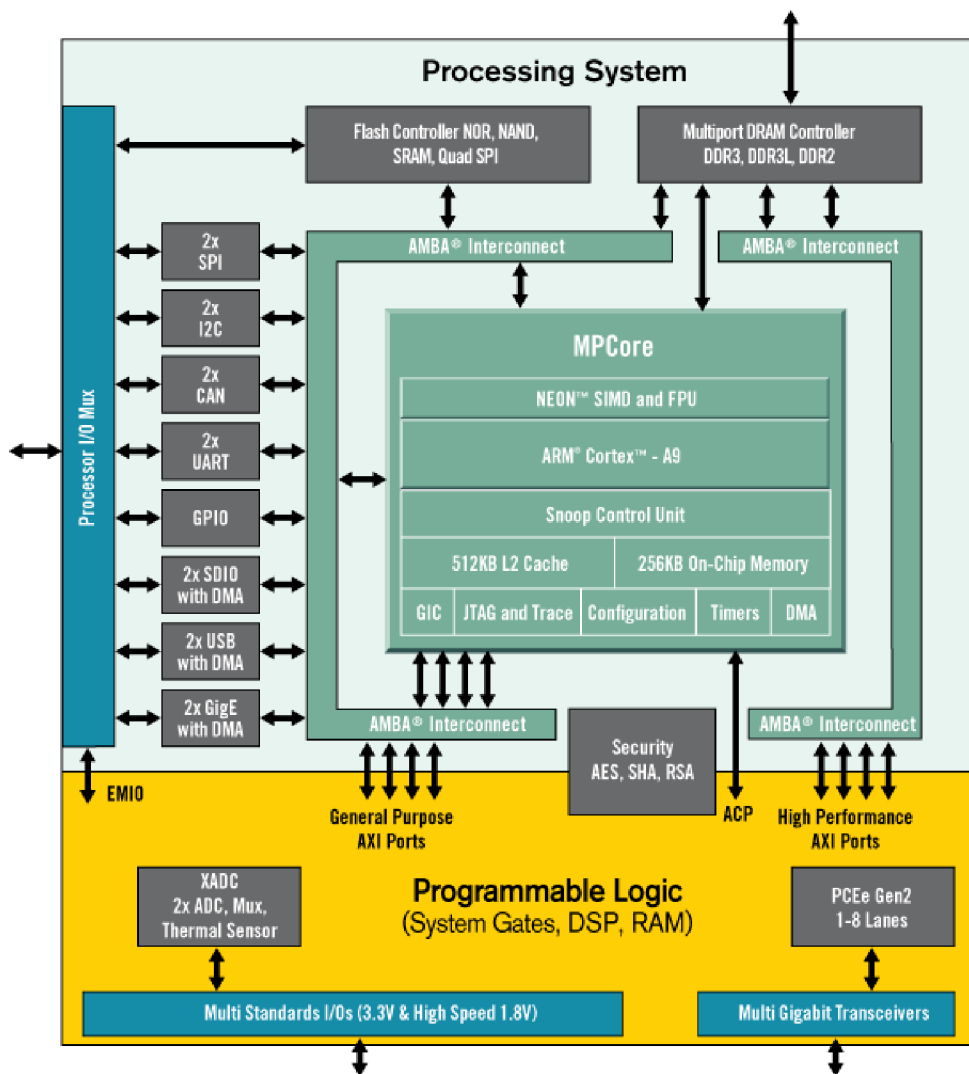 Processing System
Flash Controller NOR, NAND,
SRAM, Quad SPI
Multiport DRAM Controller
DDR3, DDR3L, DDR2
AMBA® Interconnect
AMBA® Interconnect
2x
SPI
2x
I2C
2x
CAN
2x
UART
GPIO
2x SDIO
with DMA
2x USB
with DMA
2x GigE
with DMA
Processor I/O Mux
MPCore
NEON™ SIMD and FPU
ARM® Cortex™ - A9
Snoop Control Unit
512KB L2 Cache
256KB On-Chip Memory
GIC
JTAG and Trace
Configuration
Timers
DMA
AMBA® Interconnect
AMBA® Interconnect
Security
AES, SHA, RSA
EMIO
General Purpose
AXI Ports
ACP
High Performance
AXI Ports
XADC
2x ADC, Mux,
Thermal Sensor
Programmable Logic
(System Gates, DSP, RAM)
PCEe Gen2
1-8 Lanes
Multi Standards I/Os (3.3V & High Speed 1.8V)
Multi Gigabit Transceivers